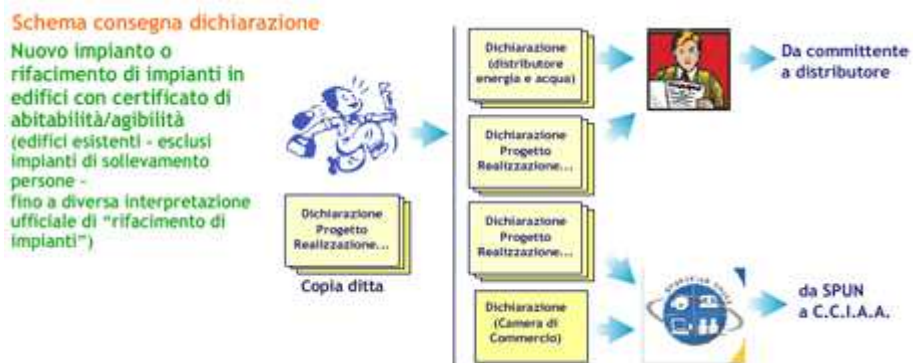 Schema consegna dichiarazione
Nuovo impianto o
rifacimento di impianti in
edifici con certificato di
abitabilità/agibilità
(edifici esistenti - esclusi
impianti di sollevamento
persone -
fino a diversa interpretazione
ufficiale di "rifacimento di
impianti")
Dichiarazione
Progetto
Realizzazione...
Copia ditta
Dichiarazione
(distributore
energia e acqua)
Dichiarazione
Progetto
Realizzazione...
Dichiarazione
Progetto
Realizzazione...
Dichiarazione
(Camera di
Commercio)
Da committente
a distributore
da SPUN
a C.C.I.A.A.